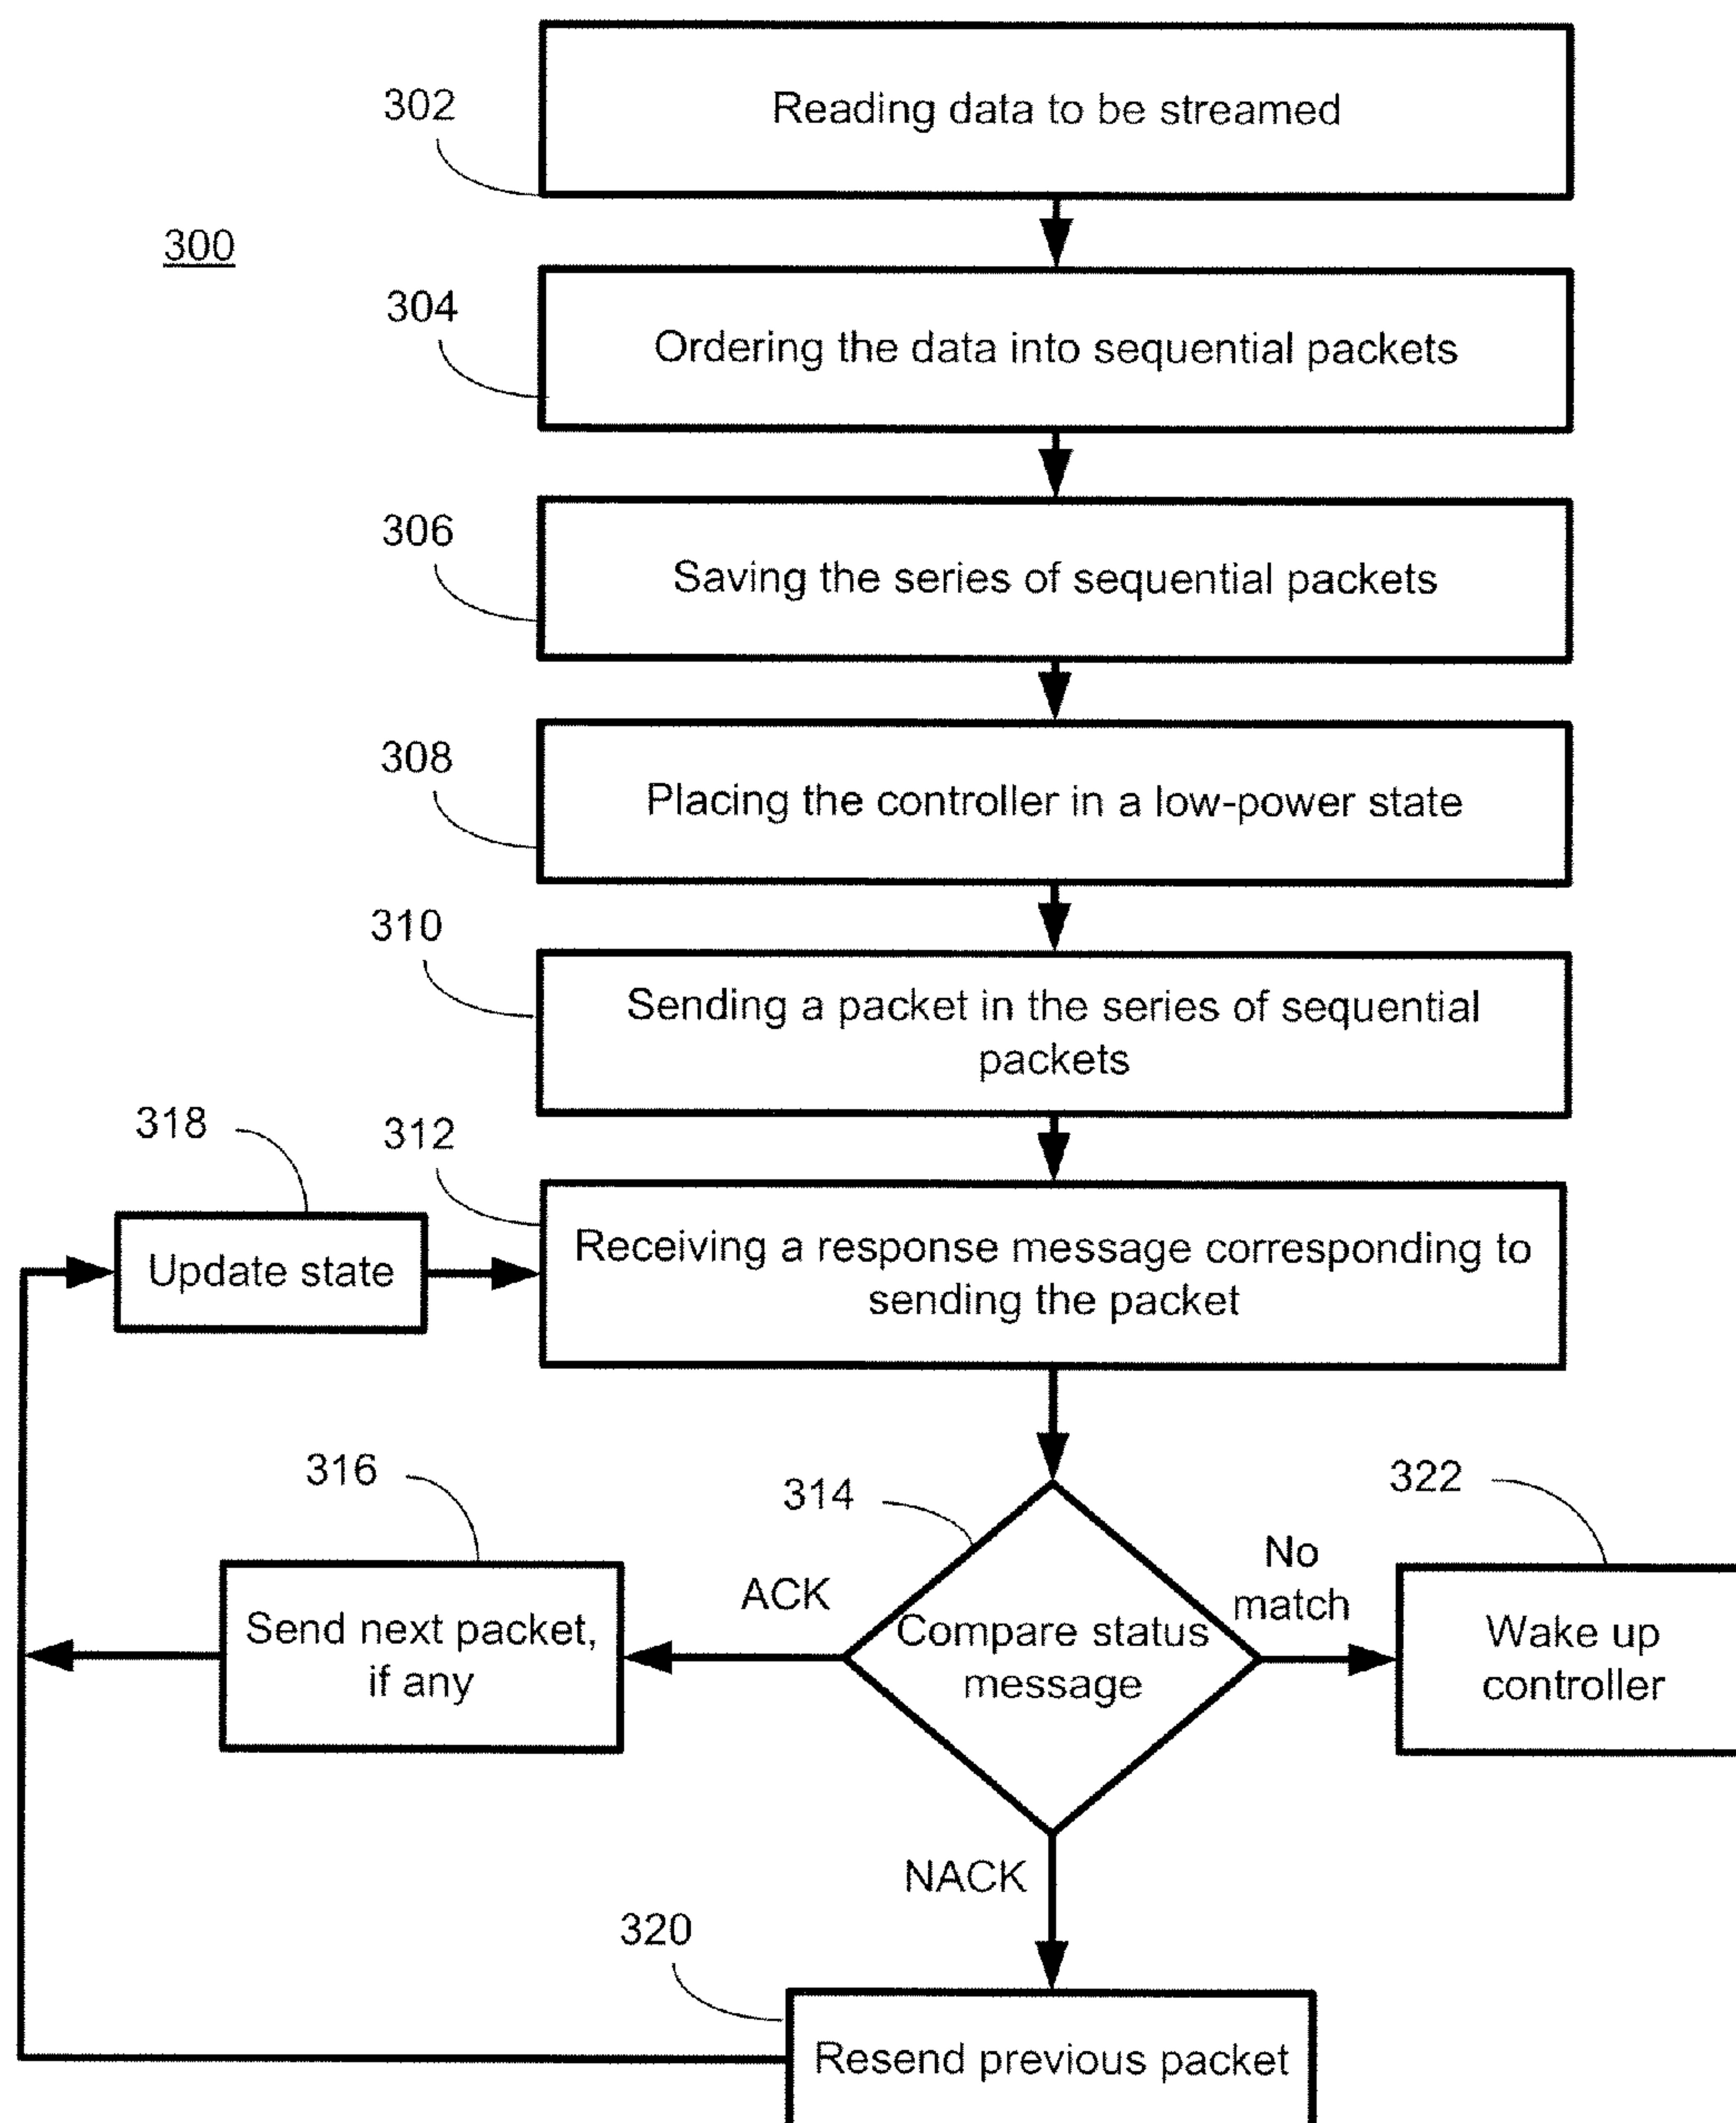 302
Reading data to be streamed
300
304
Ordering the data into sequential packets
306
Saving the series of sequential packets
308
Placing the controller in a low-power state
310
Sending a packet in the series of sequential
packets
318
312
Update state
Receiving a response message corresponding to
sending the packet
316
314
322
ACK
No
match
Send next packet,
if any
Compare status
message
Wake up
controller
NACK
320
Resend previous packet